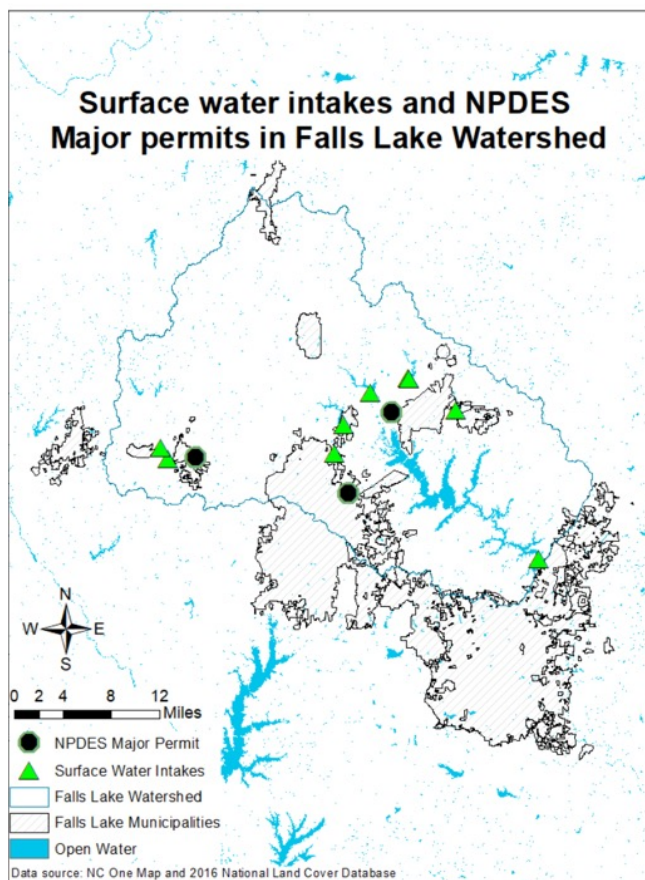 Surface water intakes and NPDES
Major permits in Falls Lake Watershed
N
W E
S
0 2 4 8 12
Miles
NPDES Major Permit
Surface Water Intakes
Falls Lake Watershed
Falls Lake Municipalities
Open Water
Data source: NC One Map and 2016 National Land Cover Database